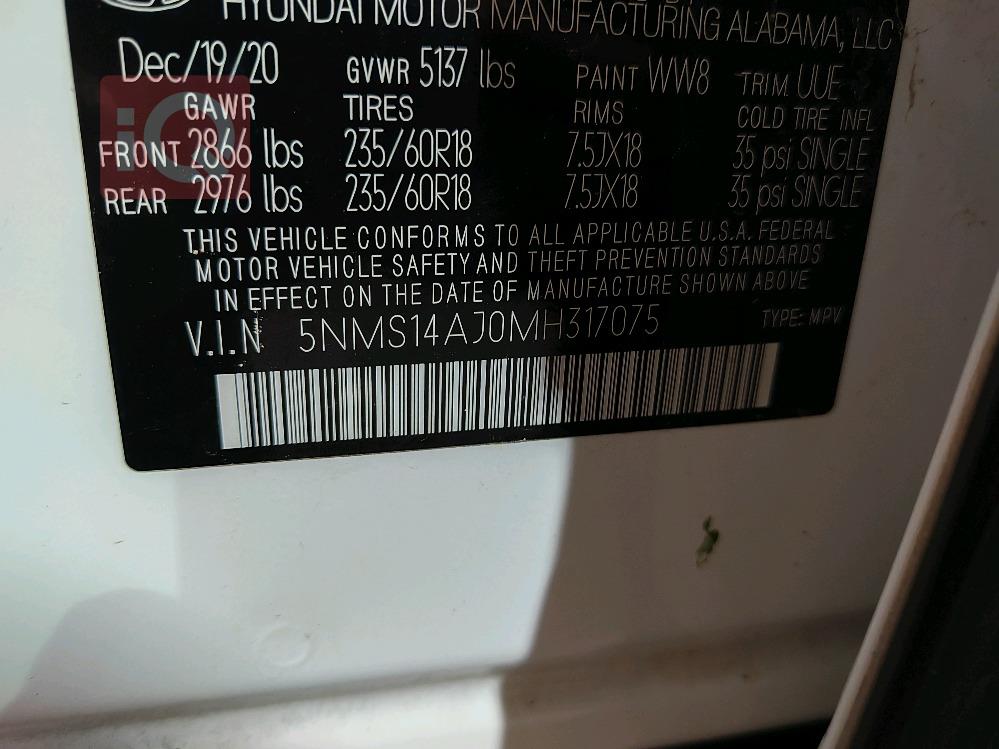 HYUNDAI MOTOR MANUFACTURING ALABAMA, LLC
Dec/19/20 GVWR 5137 lbs PAINT WW8 TRIM UUE
GAWR TIRES RIMS COLD TIRE INFL
FRONT 2866 lbs 235/60R18 7.5JX18 35 psi SINGLE
REAR 2976 lbs 235/60R18 7.5JX18 35 psi SINGLE
THIS VEHICLE CONFORMS TO ALL APPLICABLE U.S.A. FEDERAL
MOTOR VEHICLE SAFETY AND THEFT PREVENTION STANDARDS
IN EFFECT ON THE DATE OF MANUFACTURE SHOWN ABOVE
V.I.N 5NMS14AJ0MH317075 TYPE: MPV
iQ